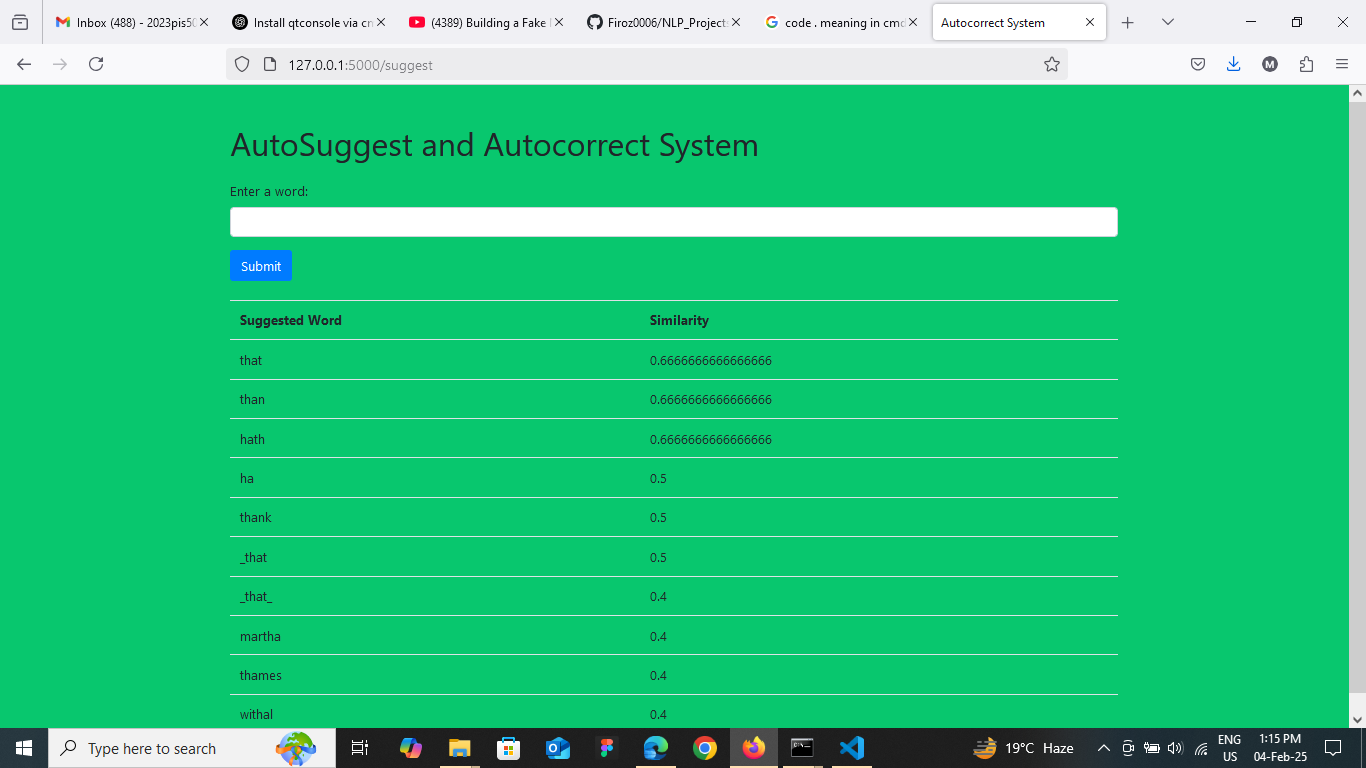 Inbox (488) - 2023pis50
Install qtconsole via cn
(4389) Building a Fake
Firoz0006/NLP_Project
code . meaning in cmd
Autocorrect System
127.0.0.1:5000/suggest
M
AutoSuggest and Autocorrect System
Enter a word:
Submit
Suggested Word Similarity
that 0.6666666666666666
than 0.6666666666666666
hath 0.6666666666666666
ha 0.5
thank 0.5
_that 0.5
_that_ 0.4
martha 0.4
thames 0.4
withal 0.4
Type here to search
19°C Haze
ENG
US
1:15 PM
04-Feb-25